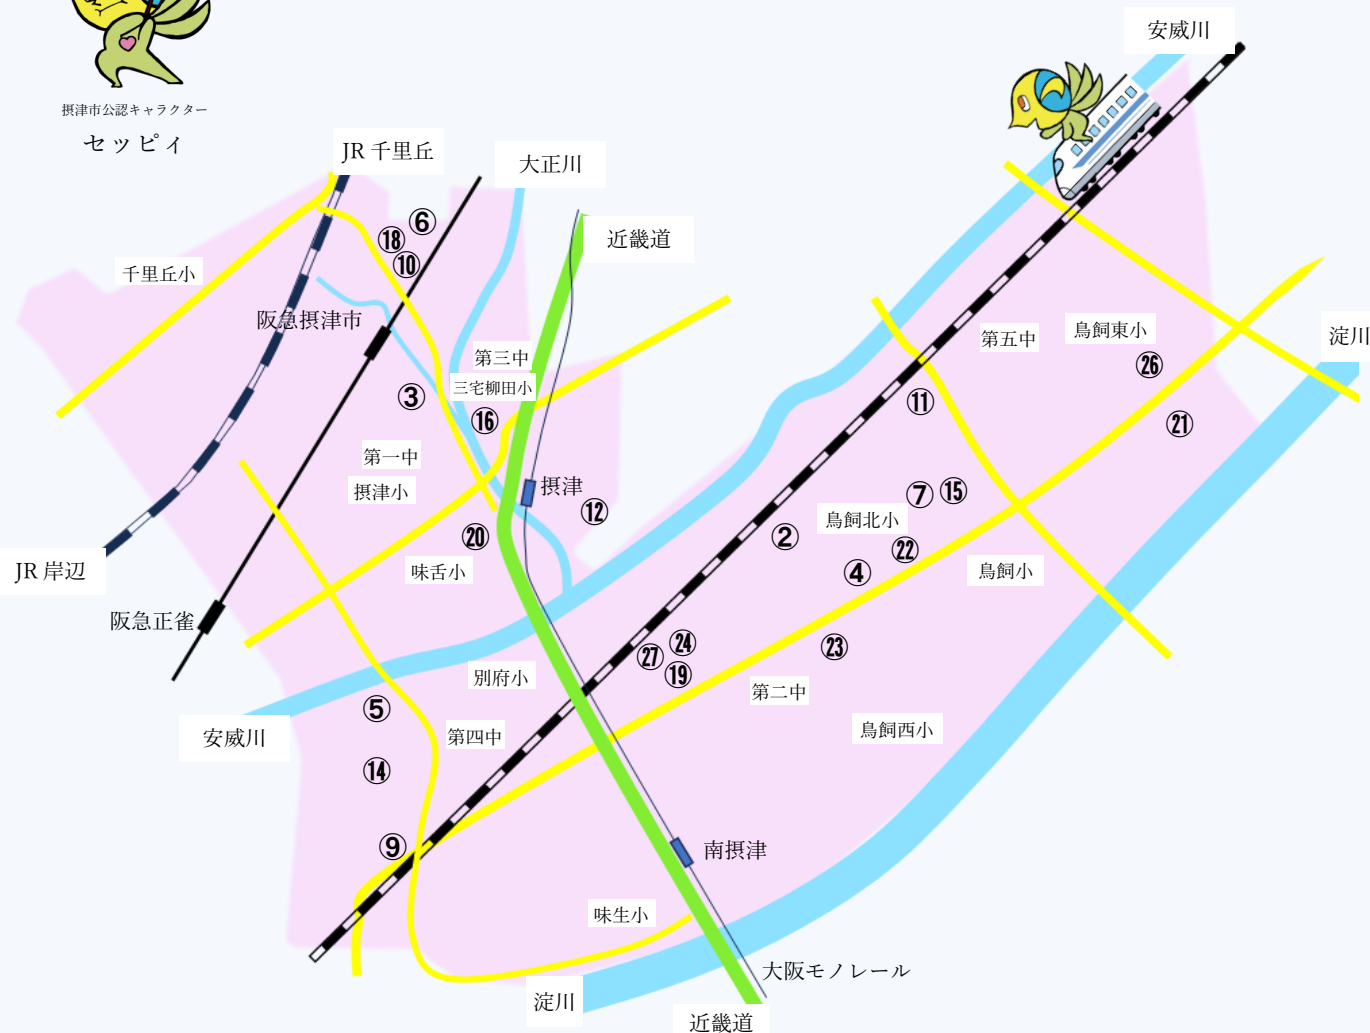 安威川
摂津市公認キャラクター
セッピィ
JR 千里丘
大正川
⑥
⑱
近畿道
⑩
千里丘小
阪急摂津市
第五中
鳥飼東小
淀川
第三中
㉖
三宅柳田小
③
⑪
⑯
㉑
第一中
摂津小
摂津
⑦
⑮
⑫
鳥飼北小
⑳
②
㉒
味舌小
④
鳥飼小
JR 岸辺
阪急正雀
㉔
㉓
㉗
⑲
別府小
第二中
⑤
安威川
第四中
鳥飼西小
⑭
⑨
南摂津
味生小
大阪モノレール
淀川
近畿道